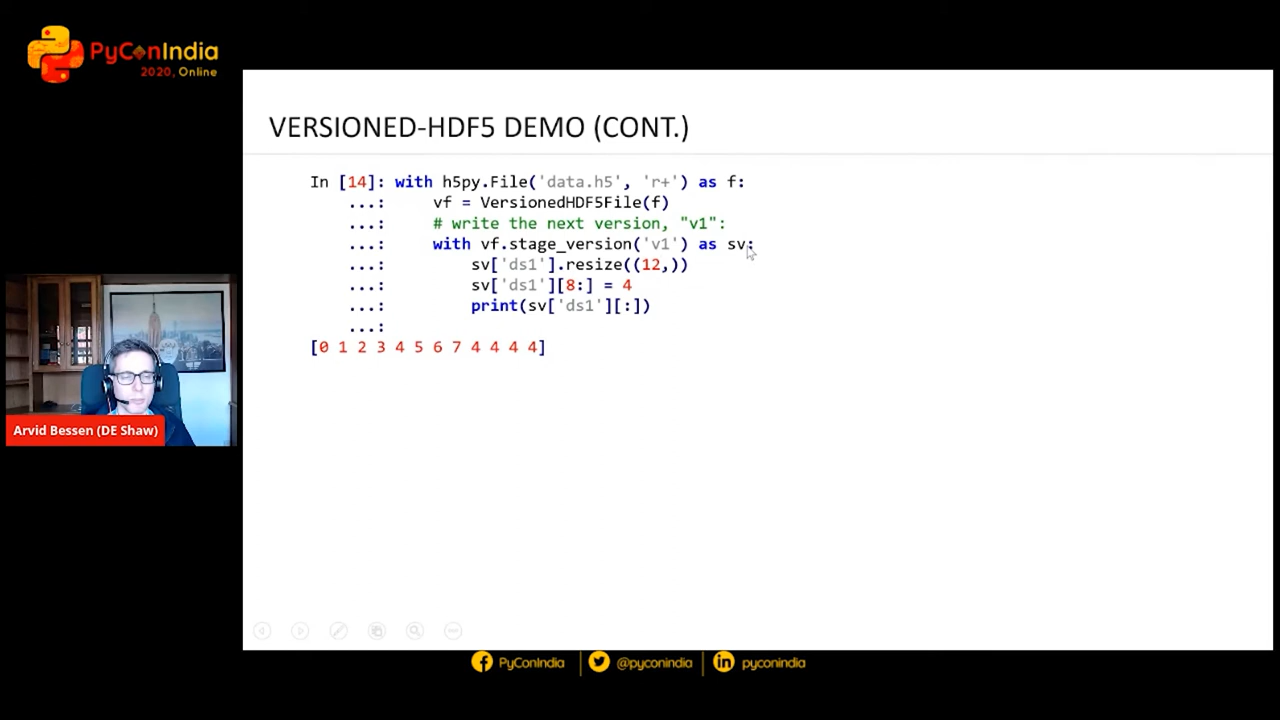 PyConIndia
2020, Online
VERSIONED-HDF5 DEMO (CONT.)
In [14]: with h5py.File('data.h5', 'r+') as f:
...: vf = VersionedHDF5File(f)
...: # write the next version, "v1":
...: with vf.stage_version('v1') as sv:
...: sv['ds1'].resize((12,))
...: sv['ds1'][8:] = 4
...: print(sv['ds1'][:])
...:
[0 1 2 3 4 5 6 7 4 4 4 4]
Arvid Bessen (DE Shaw)
PyConIndia
@pyconindia
pyconindia